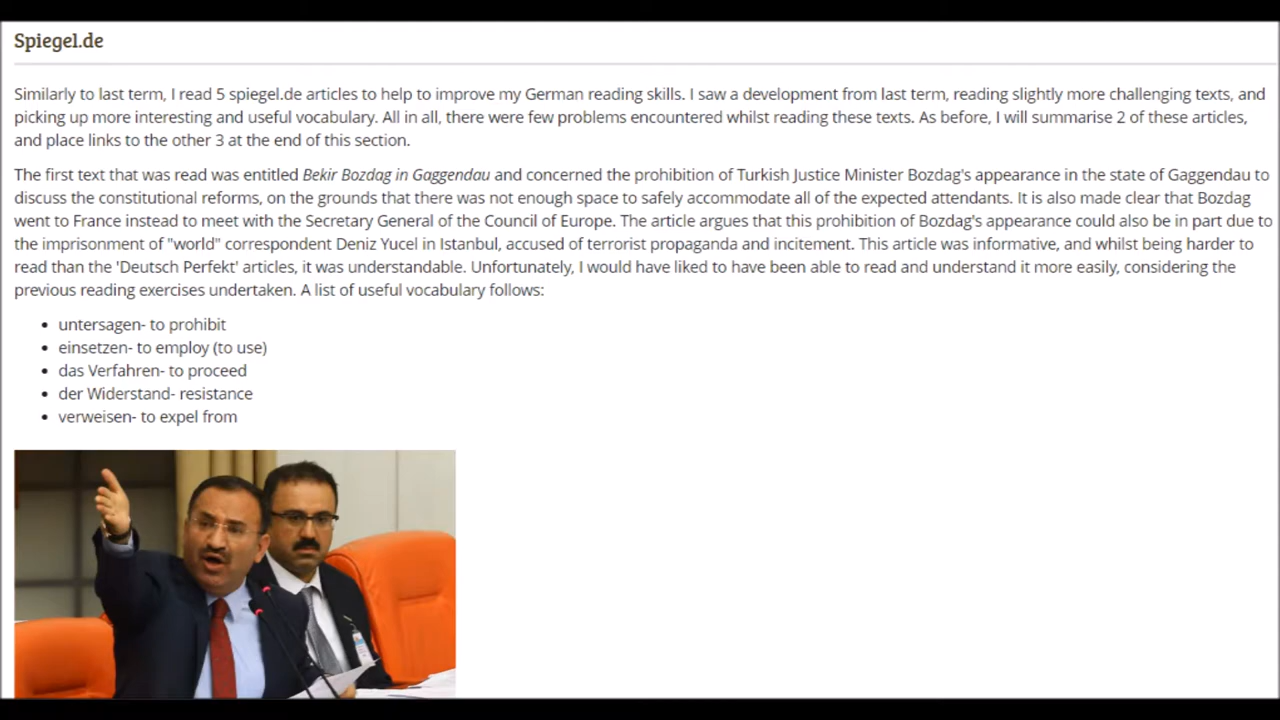 Spiegel.de
Similarly to last term, I read 5 spiegel.de articles to help to improve my German reading skills. I saw a development from last term, reading slightly more challenging texts, and
picking up more interesting and useful vocabulary. All in all, there were few problems encountered whilst reading these texts. As before, I will summarise 2 of these articles,
and place links to the other 3 at the end of this section.
The first text that was read was entitled Bekir Bozdag in Gaggendau and concerned the prohibition of Turkish Justice Minister Bozdag's appearance in the state of Gaggendau to
discuss the constitutional reforms, on the grounds that there was not enough space to safely accommodate all of the expected attendants. It is also made clear that Bozdag
went to France instead to meet with the Secretary General of the Council of Europe. The article argues that this prohibition of Bozdag's appearance could also be in part due to
the imprisonment of "world" correspondent Deniz Yucel in Istanbul, accused of terrorist propaganda and incitement. This article was informative, and whilst being harder to
read than the 'Deutsch Perfekt' articles, it was understandable. Unfortunately, I would have liked to have been able to read and understand it more easily, considering the
previous reading exercises undertaken. A list of useful vocabulary follows:
• untersagen- to prohibit
• einsetzen- to employ (to use)
• das Verfahren- to proceed
• der Widerstand- resistance
• verweisen- to expel from